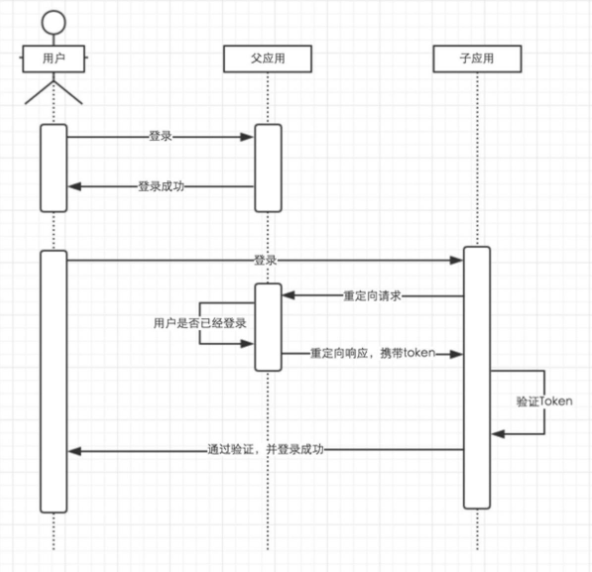 用户
父应用
子应用
登录
登录成功
登录
重定向请求
用户是否已经登录
重定向响应，携带token
验证Token
通过验证，并登录成功